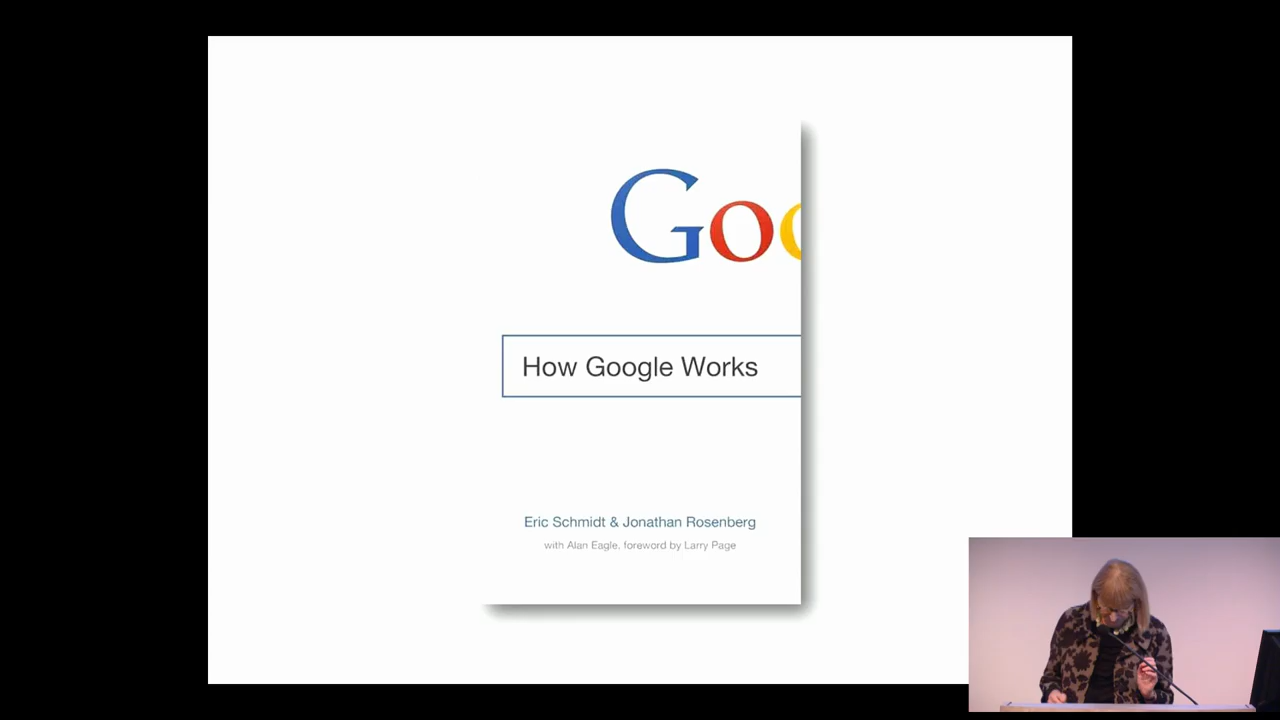 Goo
How Google Works
Eric Schmidt & Jonathan Rosenberg
with Alan Eagle, foreword by Larry Page